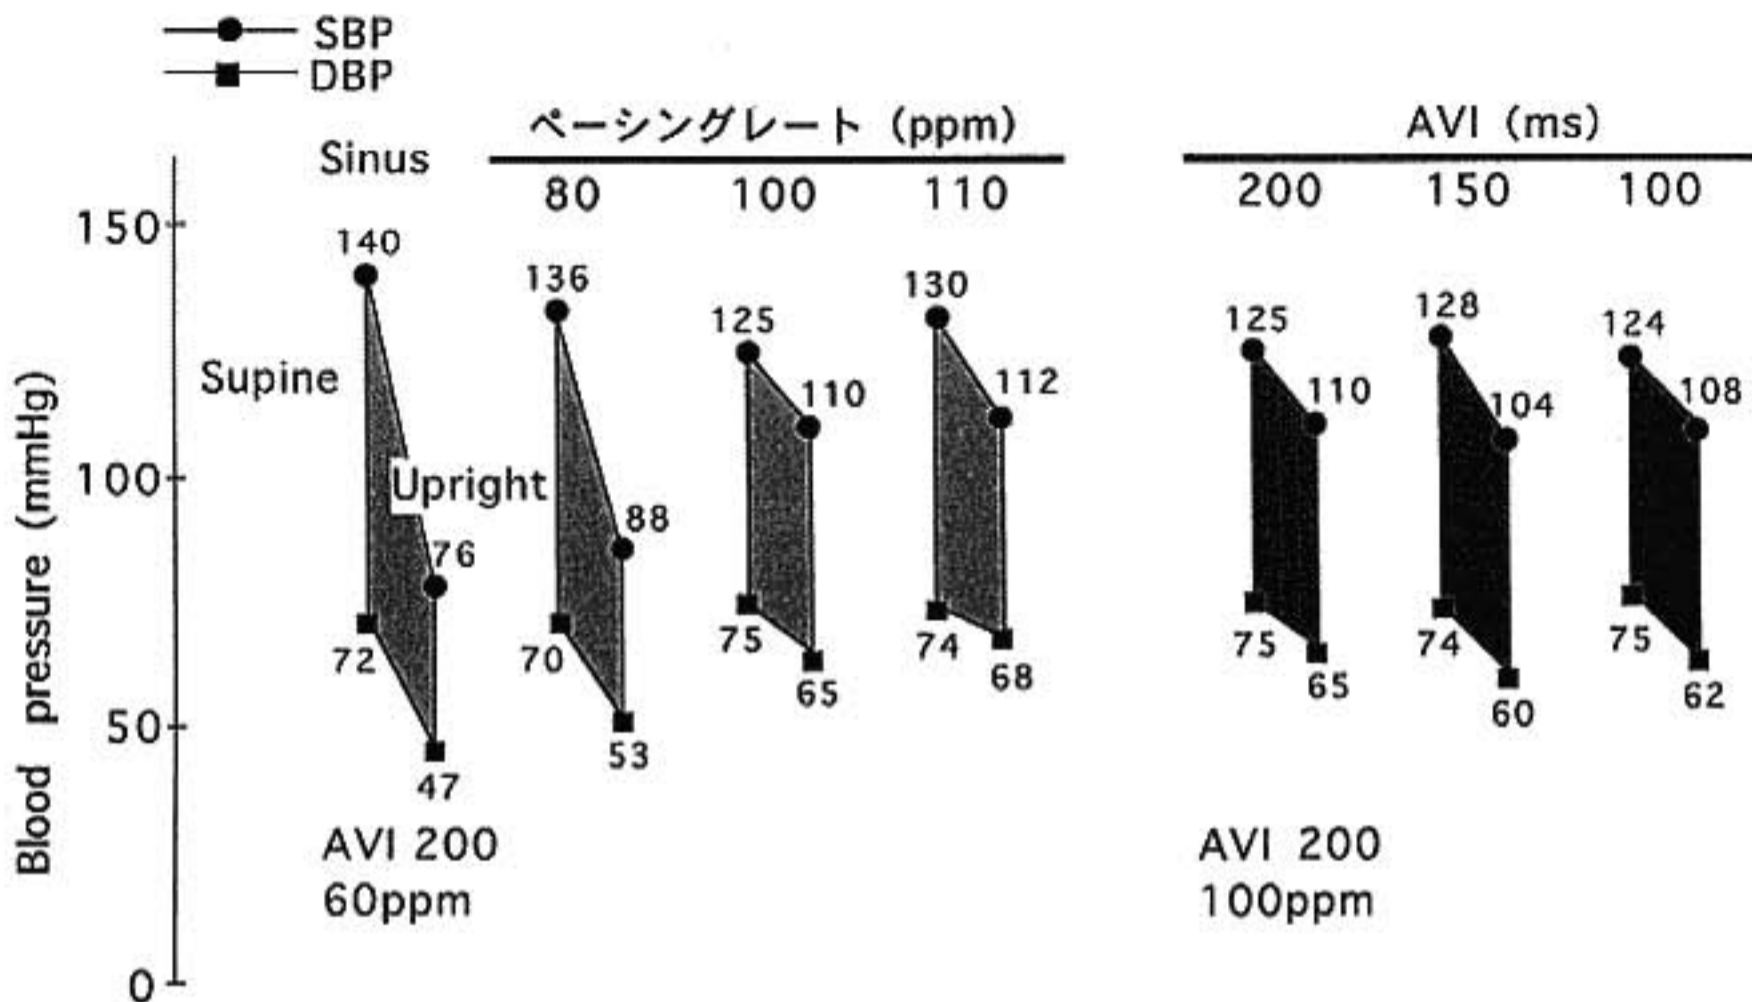 SBP
DBP
Sinus
ペーシングレート (ppm)
80 100 110
AVI (ms)
200 150 100
Blood pressure (mmHg)
150
100
50
0
Supine
Upright
140
76
72
47
136
88
70
53
125
110
75
65
130
112
74
68
125
110
75
65
128
104
74
60
124
108
75
62
AVI 200
60ppm
AVI 200
100ppm